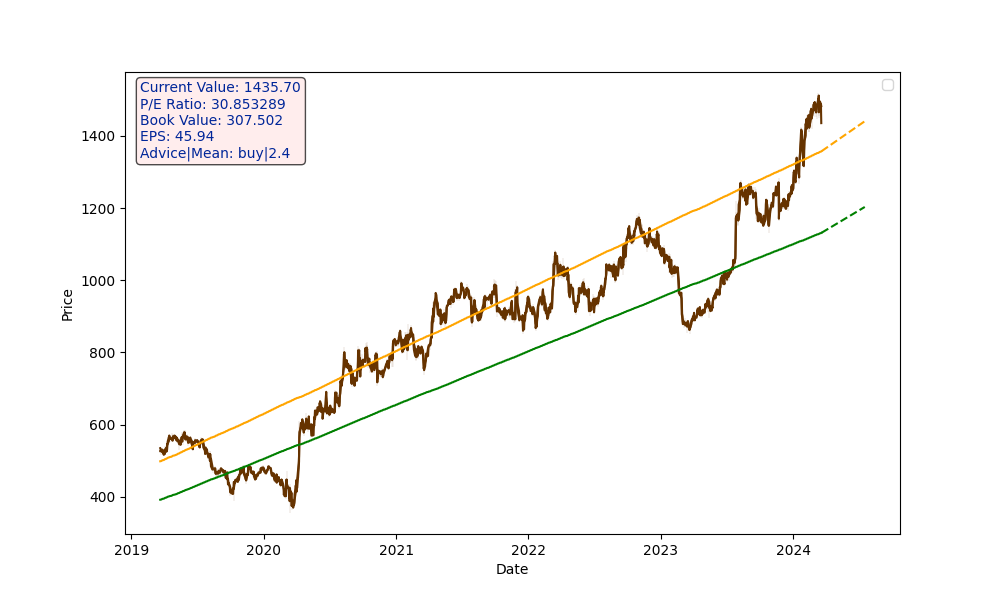 Current Value: 1435.70
P/E Ratio: 30.853289
Book Value: 307.502
EPS: 45.94
Advice|Mean: buy|2.4
1400
1200
1000
800
600
400
Price
2019 2020 2021 2022 2023 2024
Date